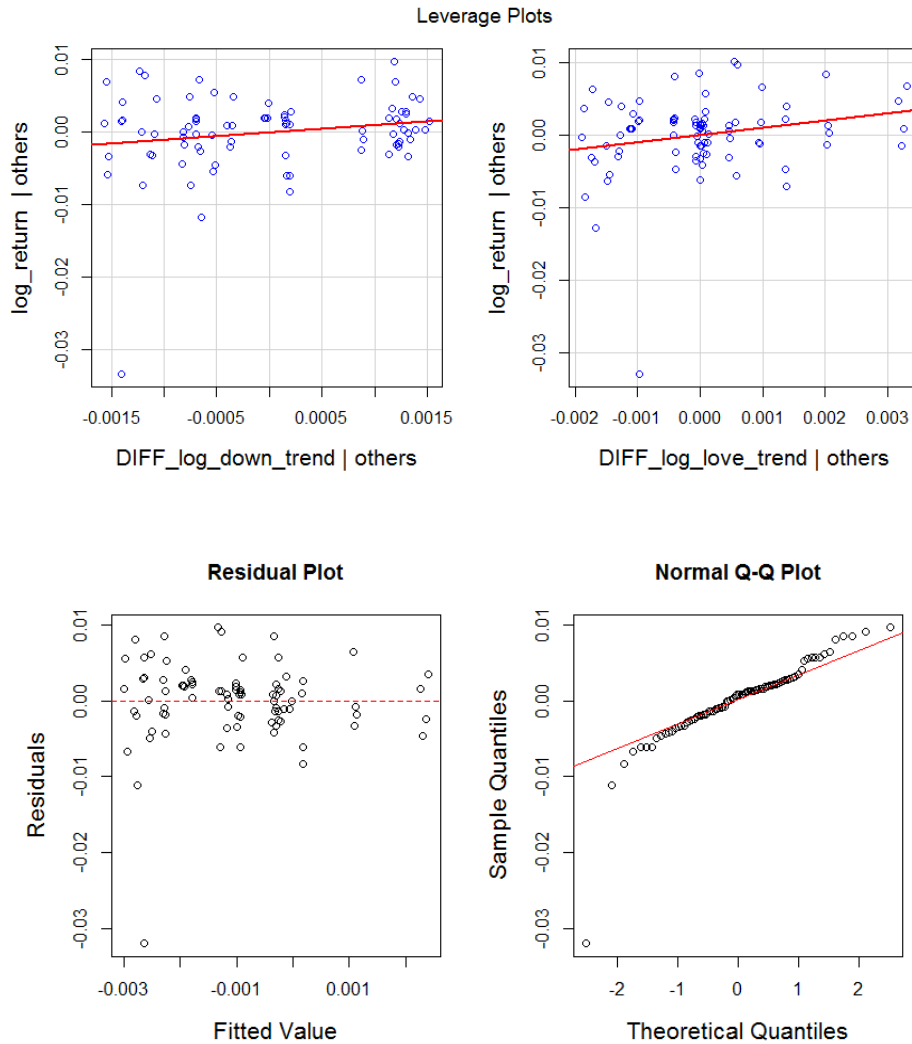 Leverage Plots
log_return | others
0.01
0.00
-0.01
-0.02
-0.03
-0.0015 -0.0005 0.0005 0.0015
DIFF_log_down_trend | others
log_return | others
0.01
0.00
-0.01
-0.02
-0.03
-0.002 -0.001 0.000 0.001 0.002 0.003
DIFF_log_love_trend | others
Residual Plot
Residuals
0.01
0.00
-0.01
-0.02
-0.03
-0.003 -0.001 0.001
Fitted Value
Normal Q-Q Plot
Sample Quantiles
0.01
0.00
-0.01
-0.02
-0.03
-2 -1 0 1 2
Theoretical Quantiles